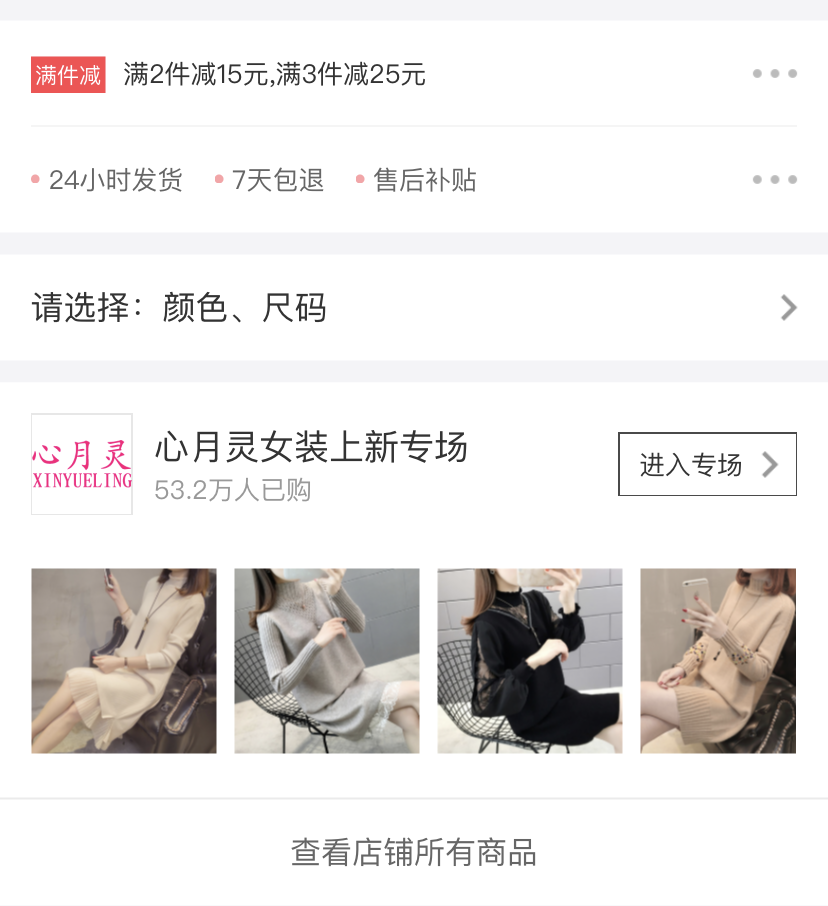 满件减 满2件减15元,满3件减25元
24小时发货 7天包退 售后补贴
请选择：颜色、尺码
心月灵
XINYUELING
心月灵女装上新专场
53.2万人已购
进入专场
查看店铺所有商品